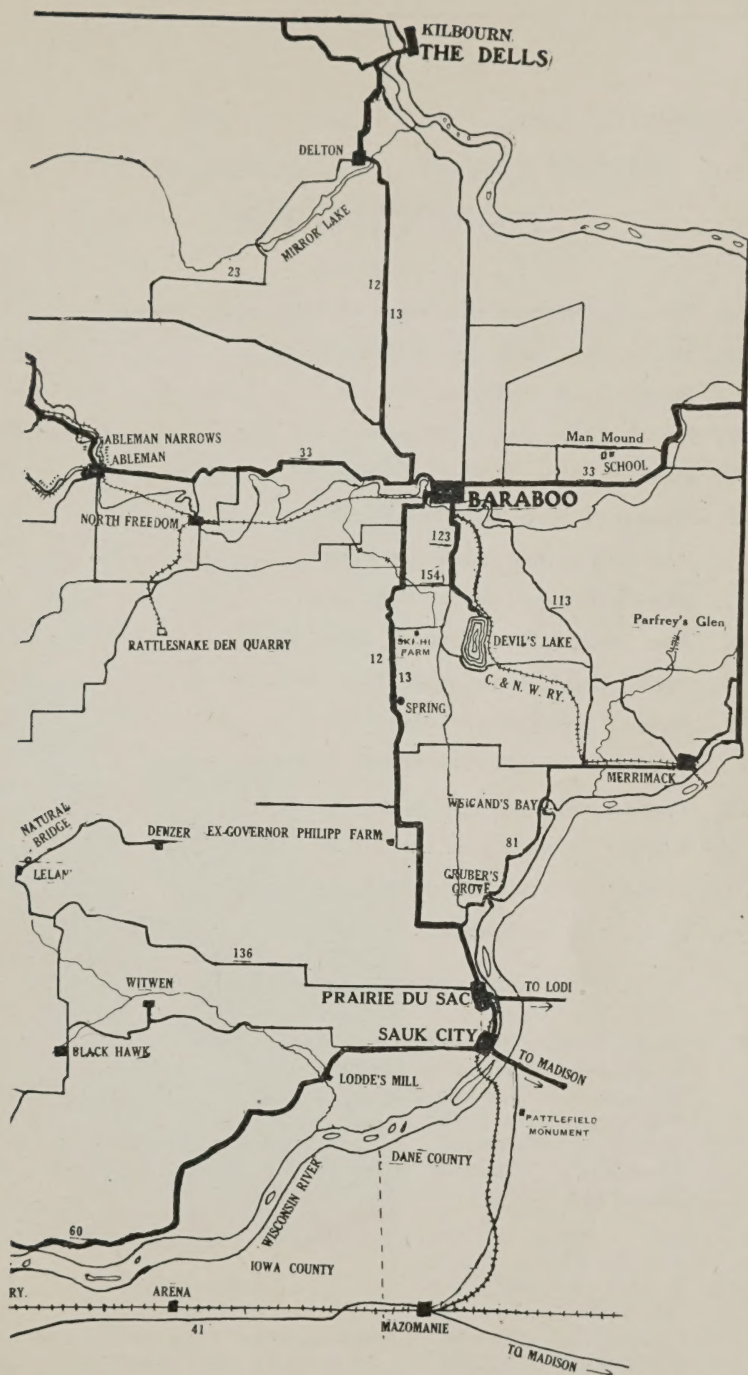 KILBOURN
THE DELLS
DELTON
MIRROR LAKE
23
12
13
ABLEMAN NARROWS
ABLEMAN
33
Man Mound
33 SCHOOL
BARABOO
NORTH FREEDOM
123
154
113
Parfrey's Glen
RATTLESNAKE DEN QUARRY
SKI-HI
FARM
DEVIL'S LAKE
12
13
C. & N. W. RY.
SPRING
MERRIMACK
WEIGAND'S BAY
NATURAL
BRIDGE
DENZER
EX-GOVERNOR PHILIPP FARM
81
LELAN
GRUBER'S
GROVE
136
WITWEN
PRAIRIE DU SAC
TO LODI
SAUK CITY
BLACK HAWK
TO MADISON
LODDE'S MILL
PATTLEFIELD
MONUMENT
DANE COUNTY
WISCONSIN RIVER
60
IOWA COUNTY
RY.
ARENA
41
MAZOMANIE
TO MADISON